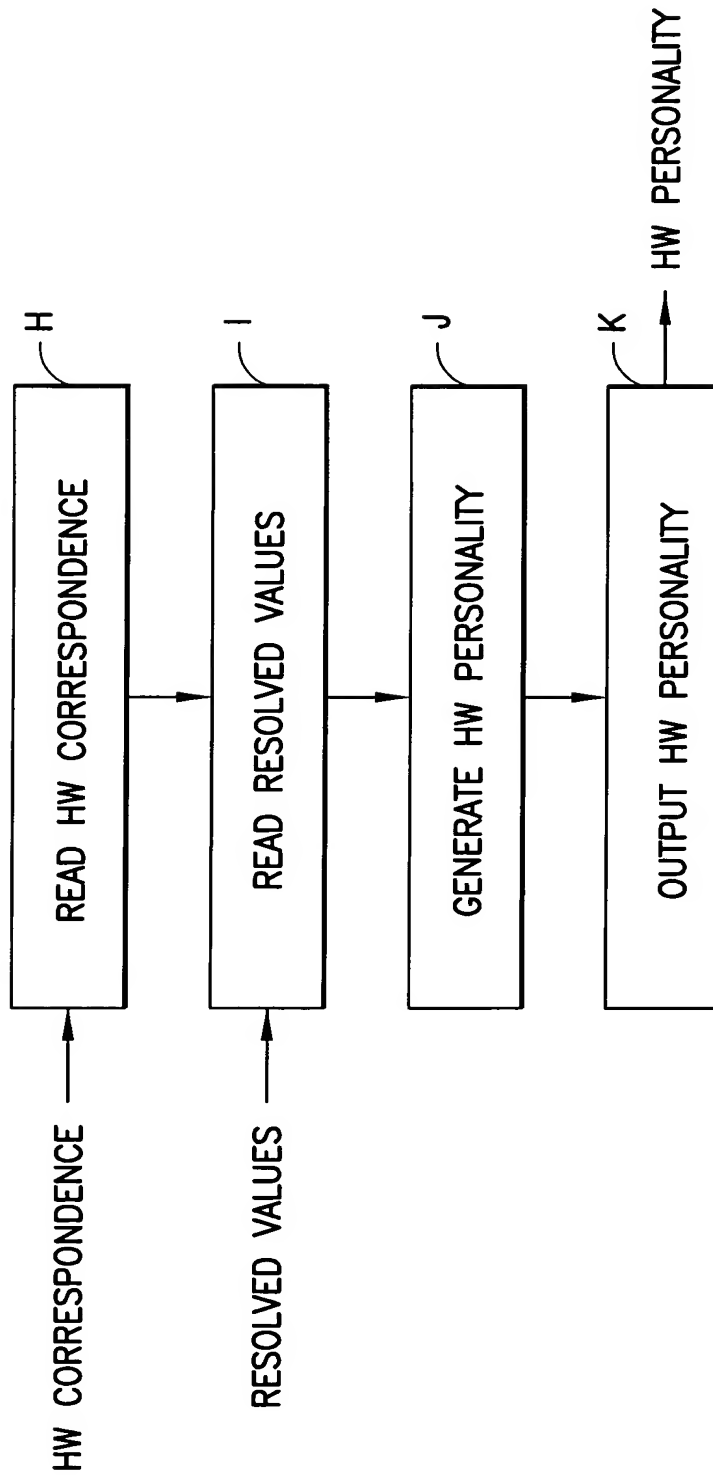 HW CORRESPONDENCE
READ HW CORRESPONDENCE
H
RESOLVED VALUES
READ RESOLVED VALUES
I
GENERATE HW PERSONALITY
J
OUTPUT HW PERSONALITY
K
HW PERSONALITY